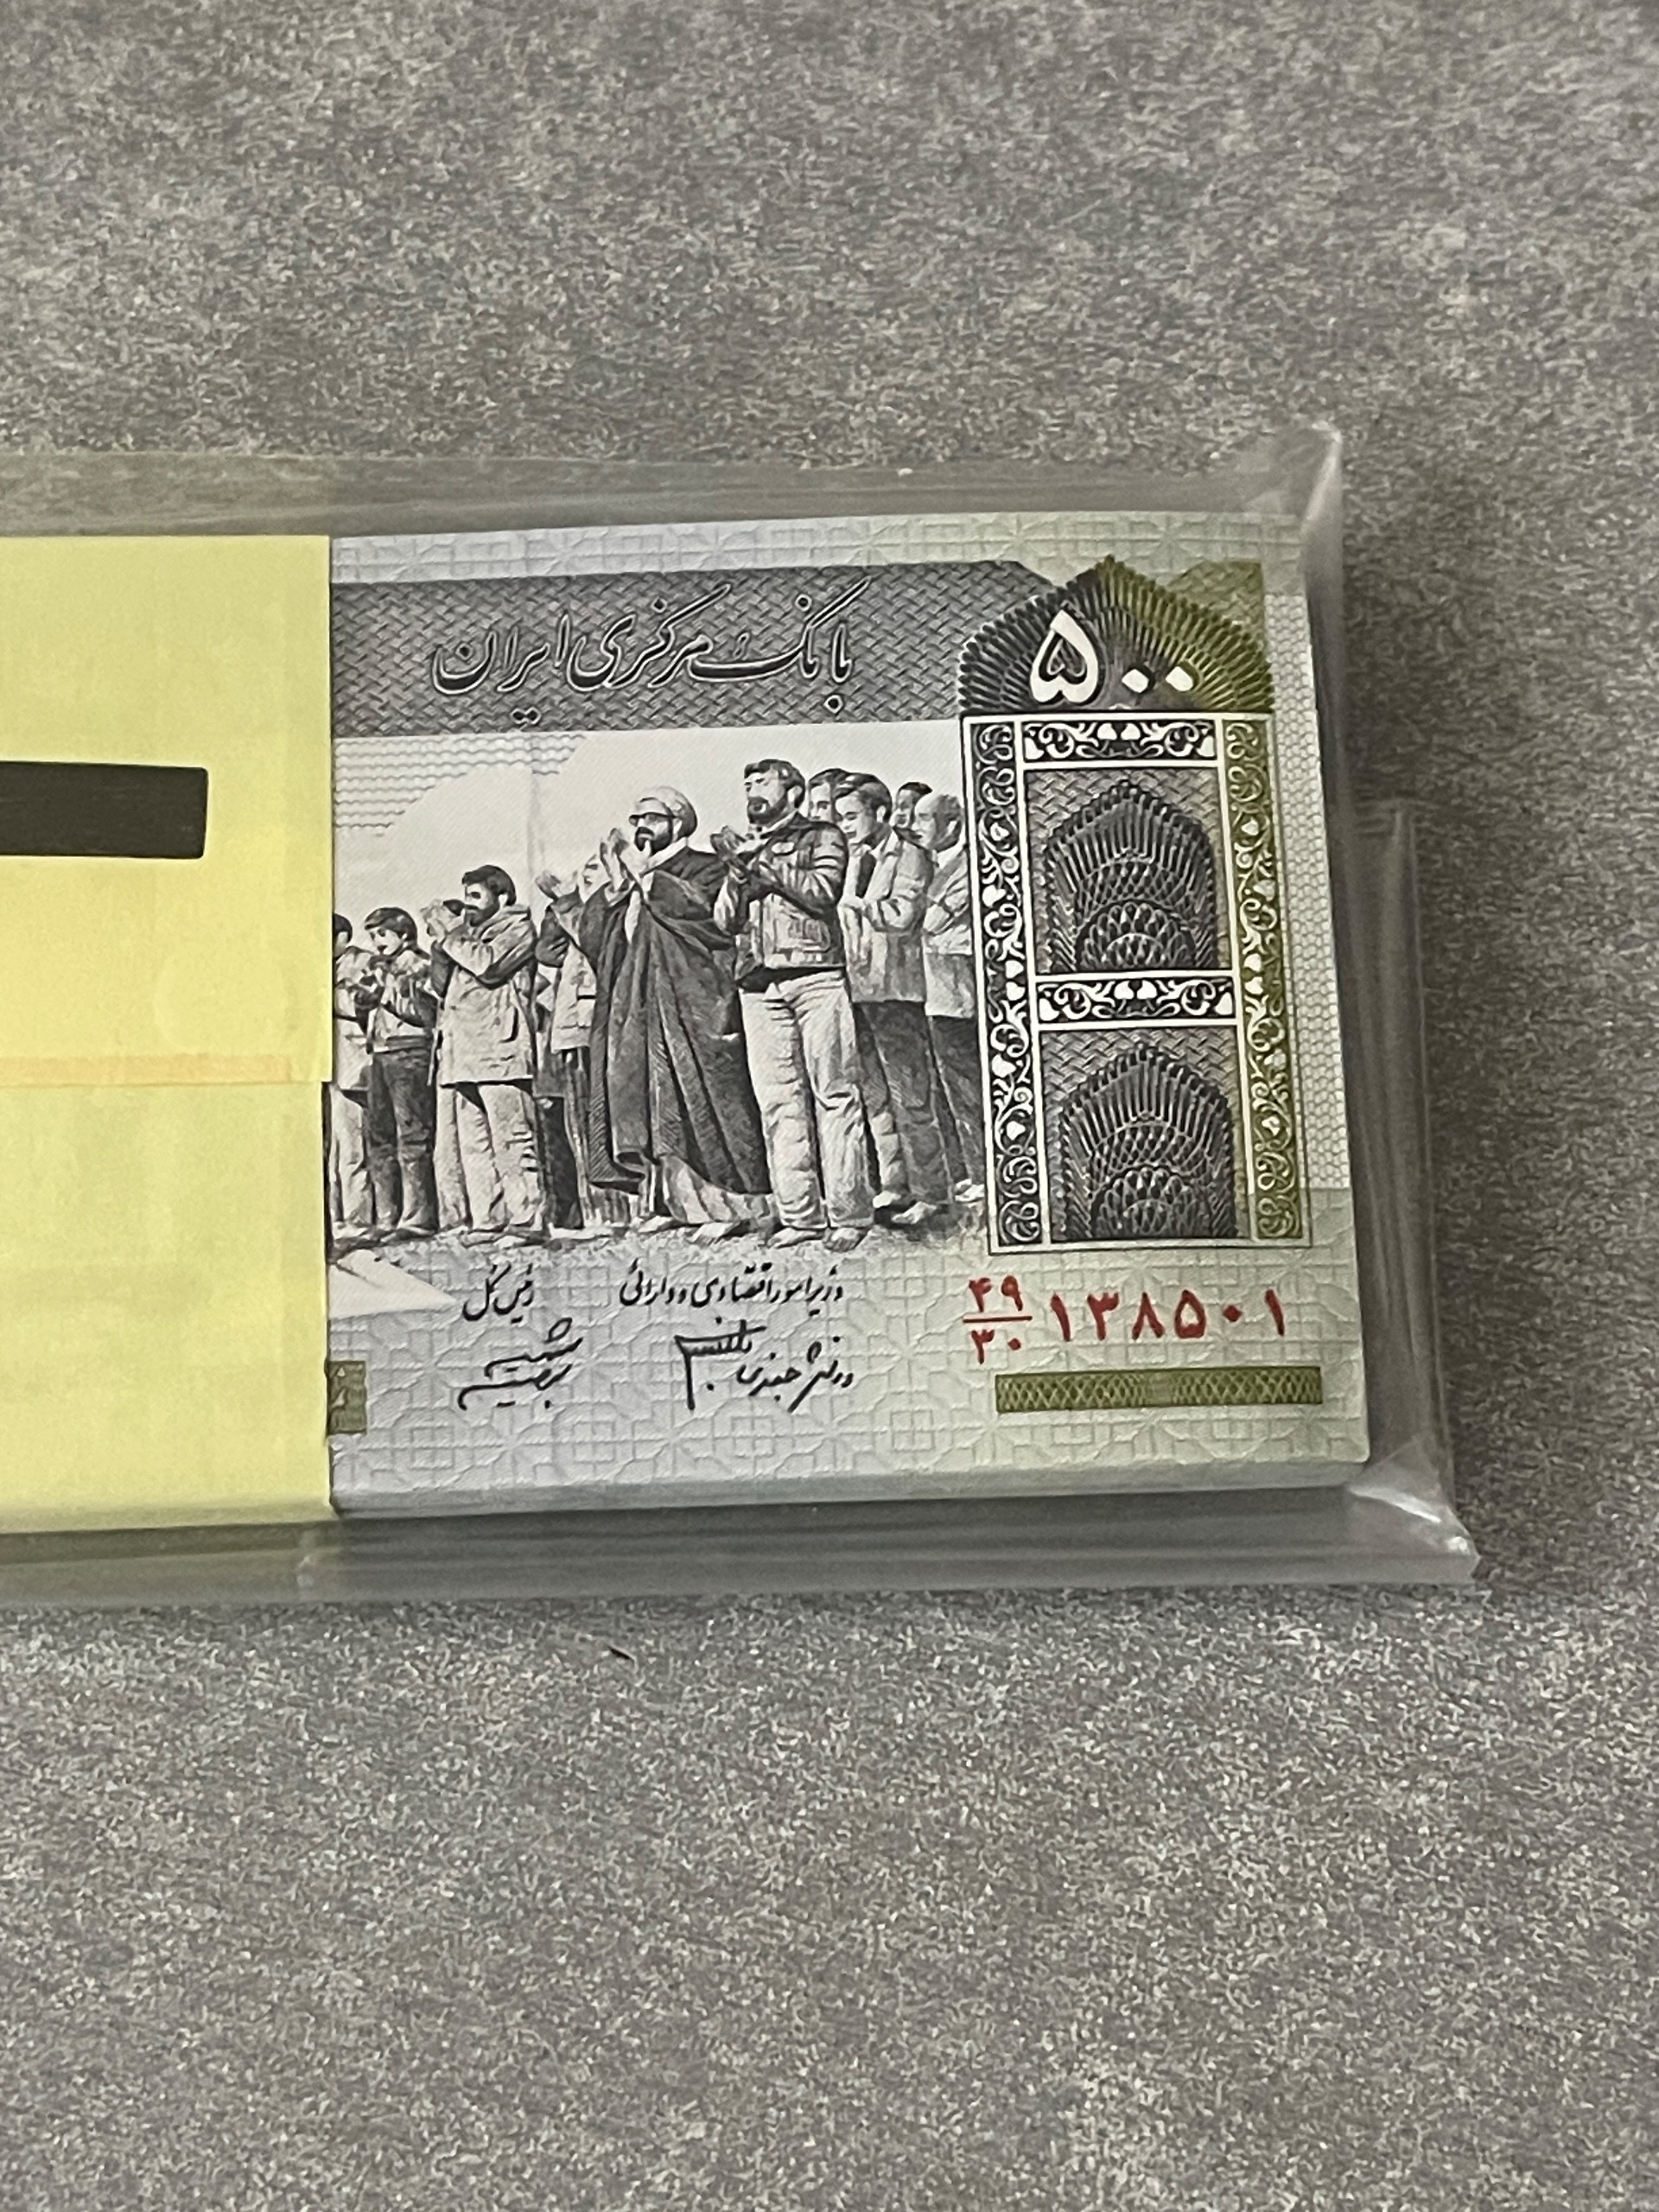 بانک مرکزی ایران
۵۰۰
وزیر امور اقتصادی و دارائی
رئیس کل
۴۹
۳۰
۱۳۸۵۰۱